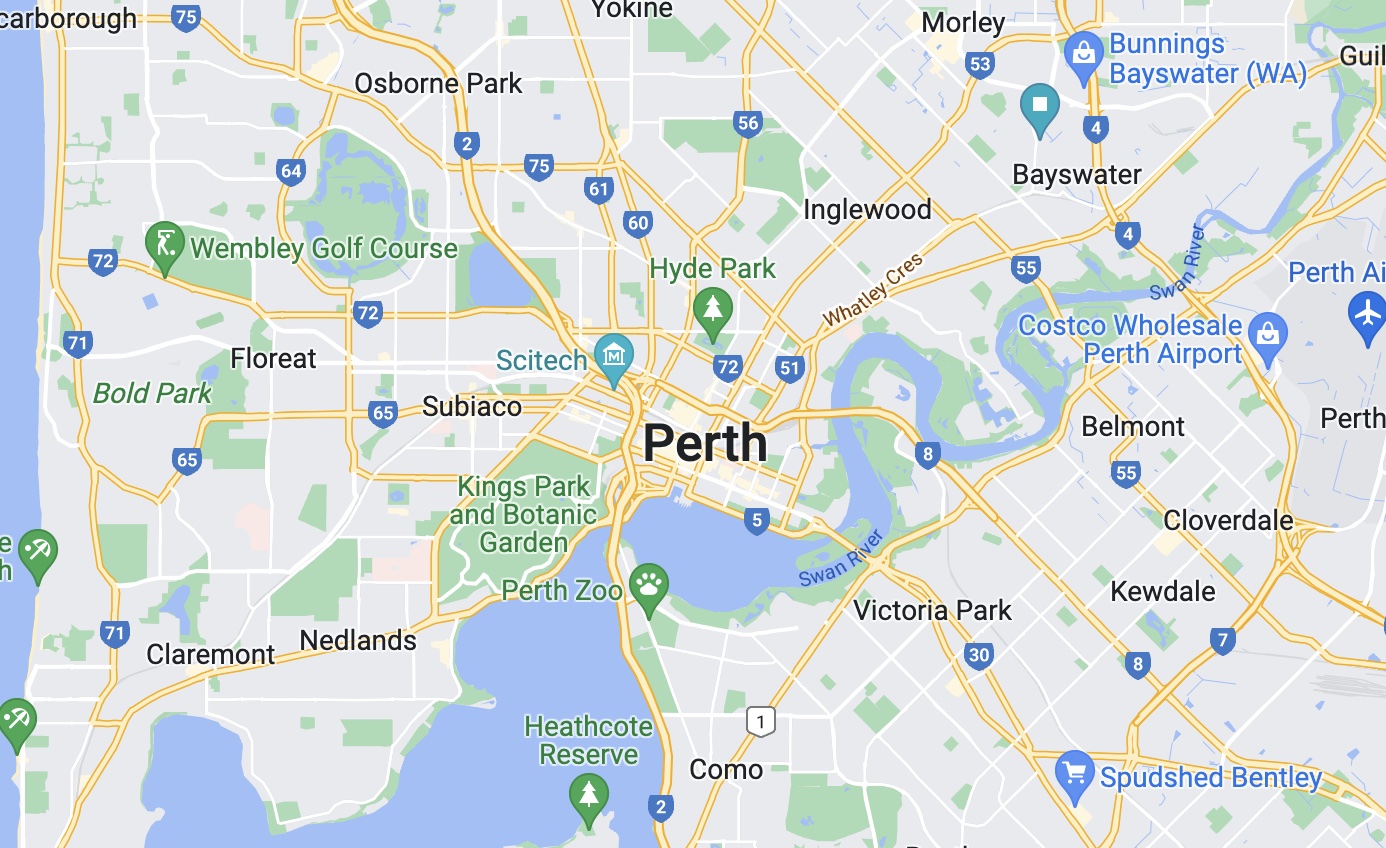 carborough
75
Yokine
Morley
53
Bunnings
Bayswater (WA)
Guil
Osborne Park
2
56
4
64
75
61
60
Bayswater
Inglewood
4
Swan River
72
Wembley Golf Course
Hyde Park
55
Whatley Cres
Perth Ai
72
71
Costco Wholesale
Perth Airport
Floreat
Scitech
72
51
Bold Park
65
Subiaco
Perth
Belmont
Perth
65
8
55
Kings Park
and Botanic
Garden
5
Cloverdale
e
h
Swan River
Perth Zoo
Kewdale
Victoria Park
71
Claremont
Nedlands
30
7
8
Heathcote
Reserve
1
Como
Spudshed Bentley
2